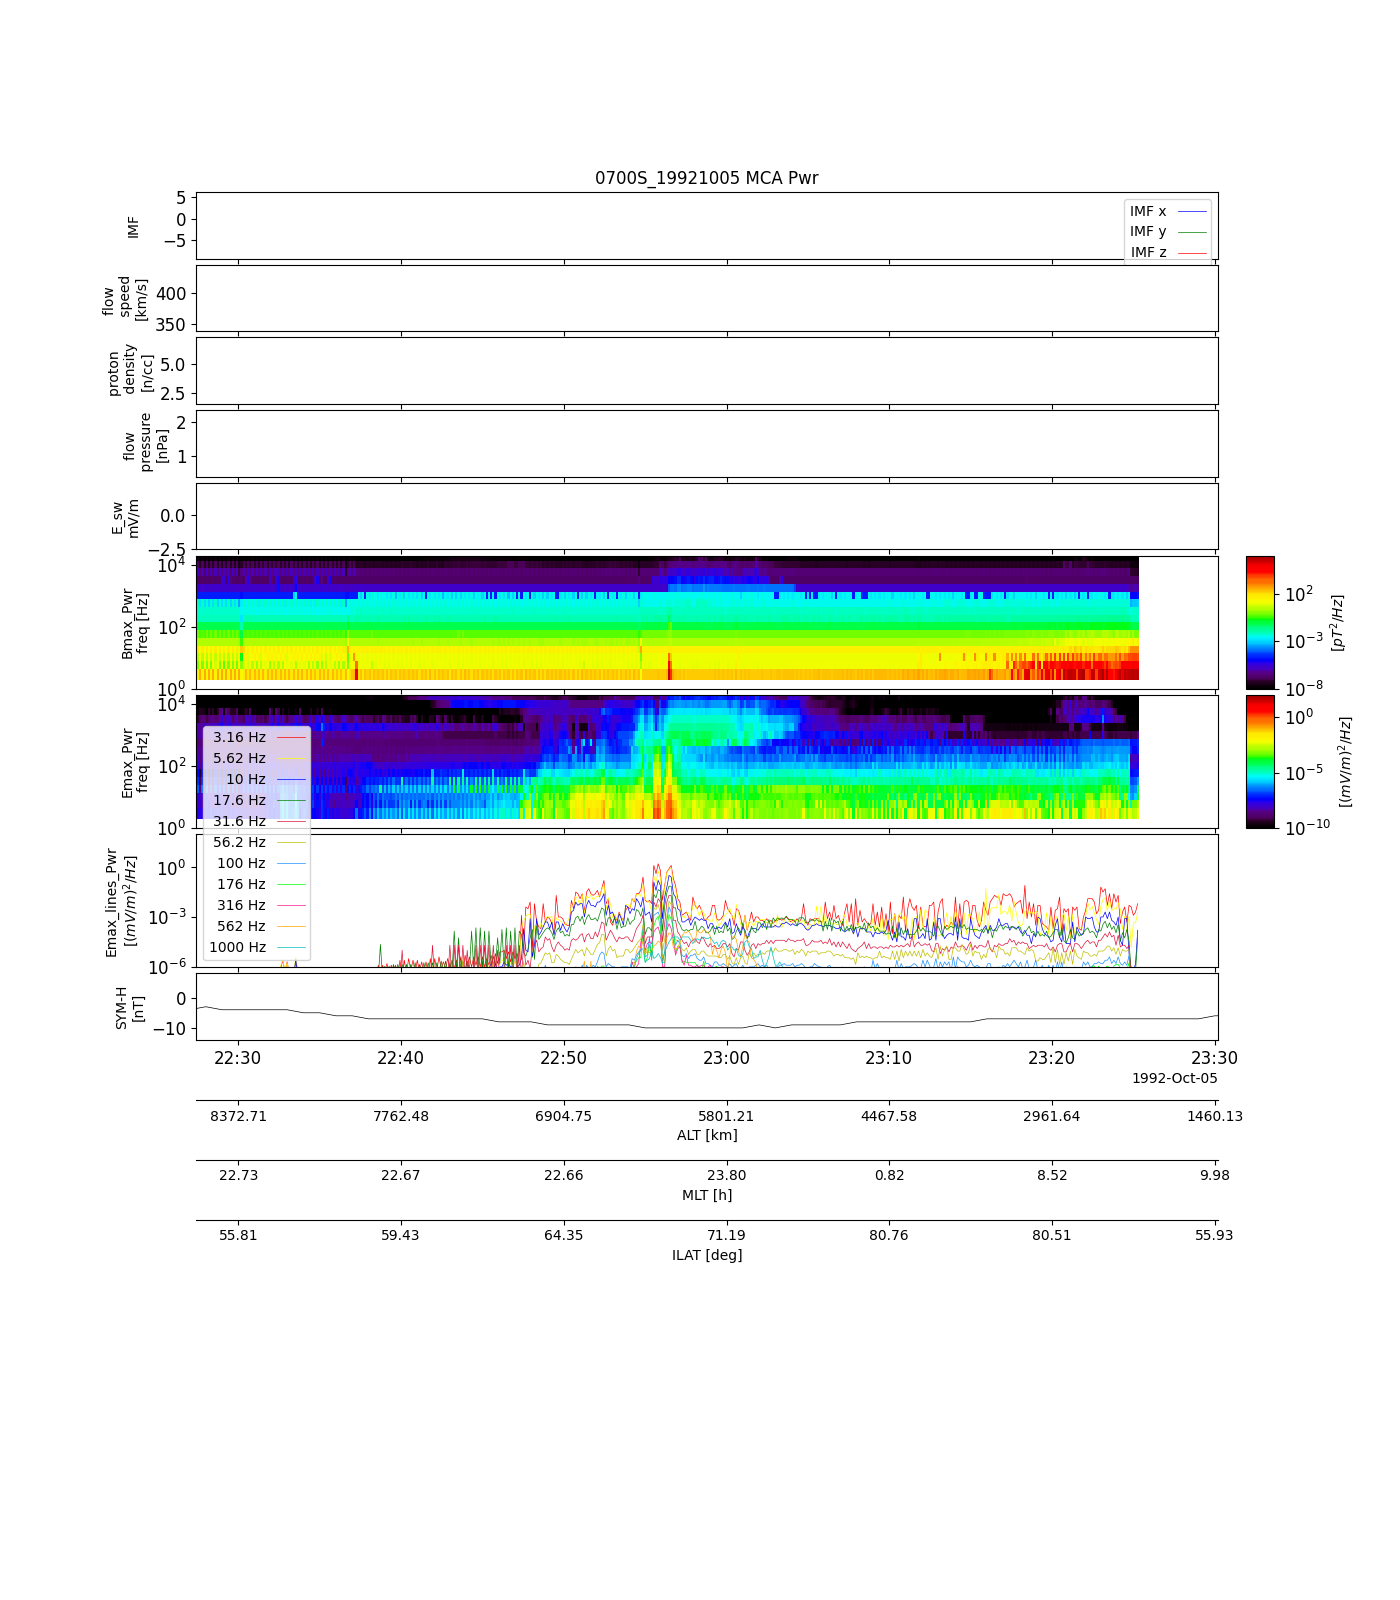 0700S_19921005 MCA Pwr
IMF
5
0
−5
IMF x
IMF y
IMF z
flow
speed
[km/s]
400
350
proton
density
[n/cc]
5.0
2.5
flow
pressure
[nPa]
2
1
E_sw
mV/m
0.0
−2.5
Bmax_Pwr
freq [Hz]
10^4
10^2
10^0
10^2
10^−3
10^−8
[pT^2/Hz]
Emax_Pwr
freq [Hz]
10^4
10^2
10^0
10^0
10^−5
10^−10
[(mV/m)^2/Hz]
3.16 Hz
5.62 Hz
10 Hz
17.6 Hz
31.6 Hz
56.2 Hz
100 Hz
176 Hz
316 Hz
562 Hz
1000 Hz
Emax_lines_Pwr
[(mV/m)^2/Hz]
10^0
10^−3
10^−6
SYM-H
[nT]
0
−10
22:30 22:40 22:50 23:00 23:10 23:20 23:30
1992-Oct-05
8372.71 7762.48 6904.75 5801.21 4467.58 2961.64 1460.13
ALT [km]
22.73 22.67 22.66 23.80 0.82 8.52 9.98
MLT [h]
55.81 59.43 64.35 71.19 80.76 80.51 55.93
ILAT [deg]